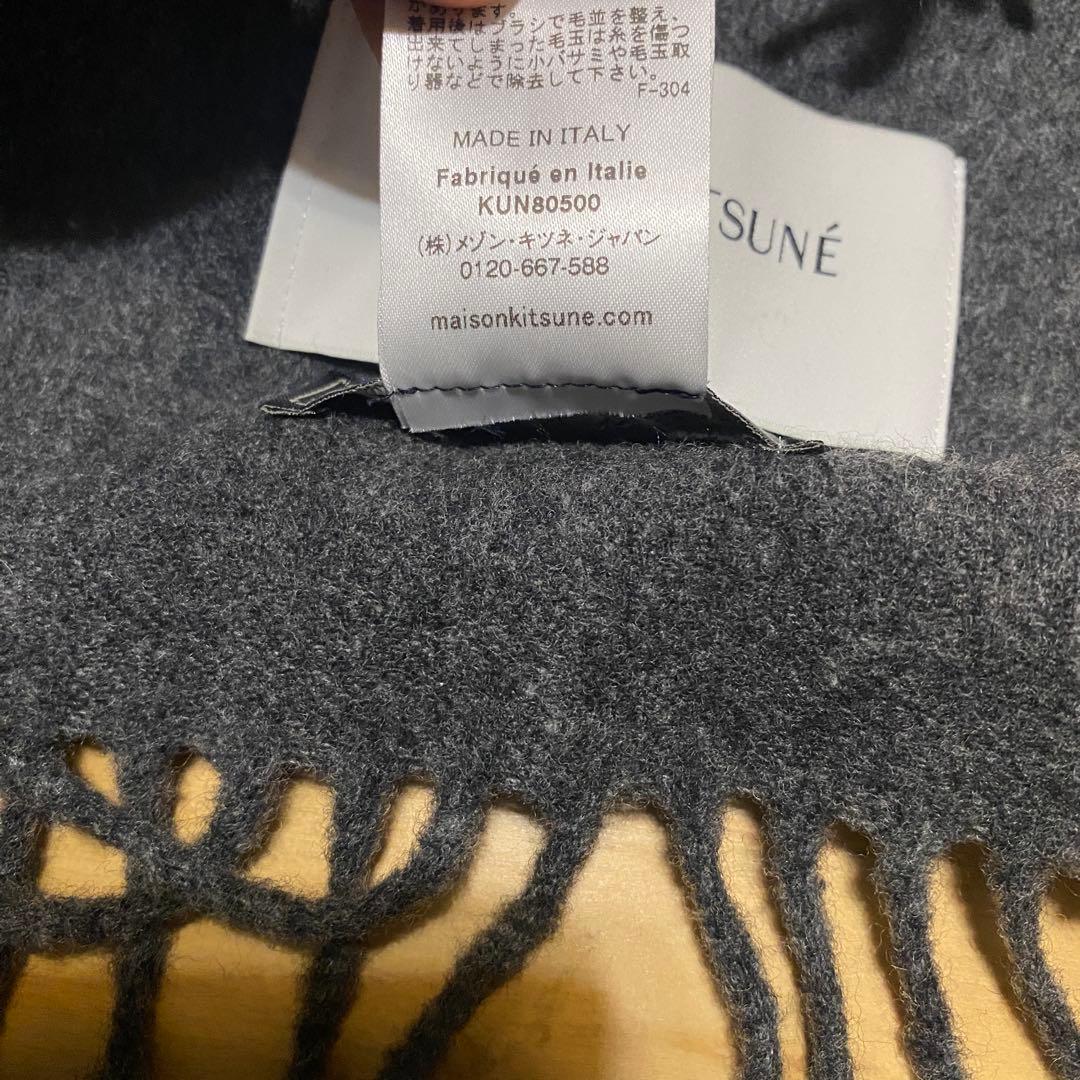 着用後はブラシで毛並を整え、
出来てしまった毛玉は糸を傷つ
けないように小バサミや毛玉取
り器などで除去して下さい。
F-304
MADE IN ITALY
Fabriqué en Italie
KUN80500
(株)メゾン・キツネ・ジャパン
0120-667-588
maisonkitsune.com
TSUNÉ